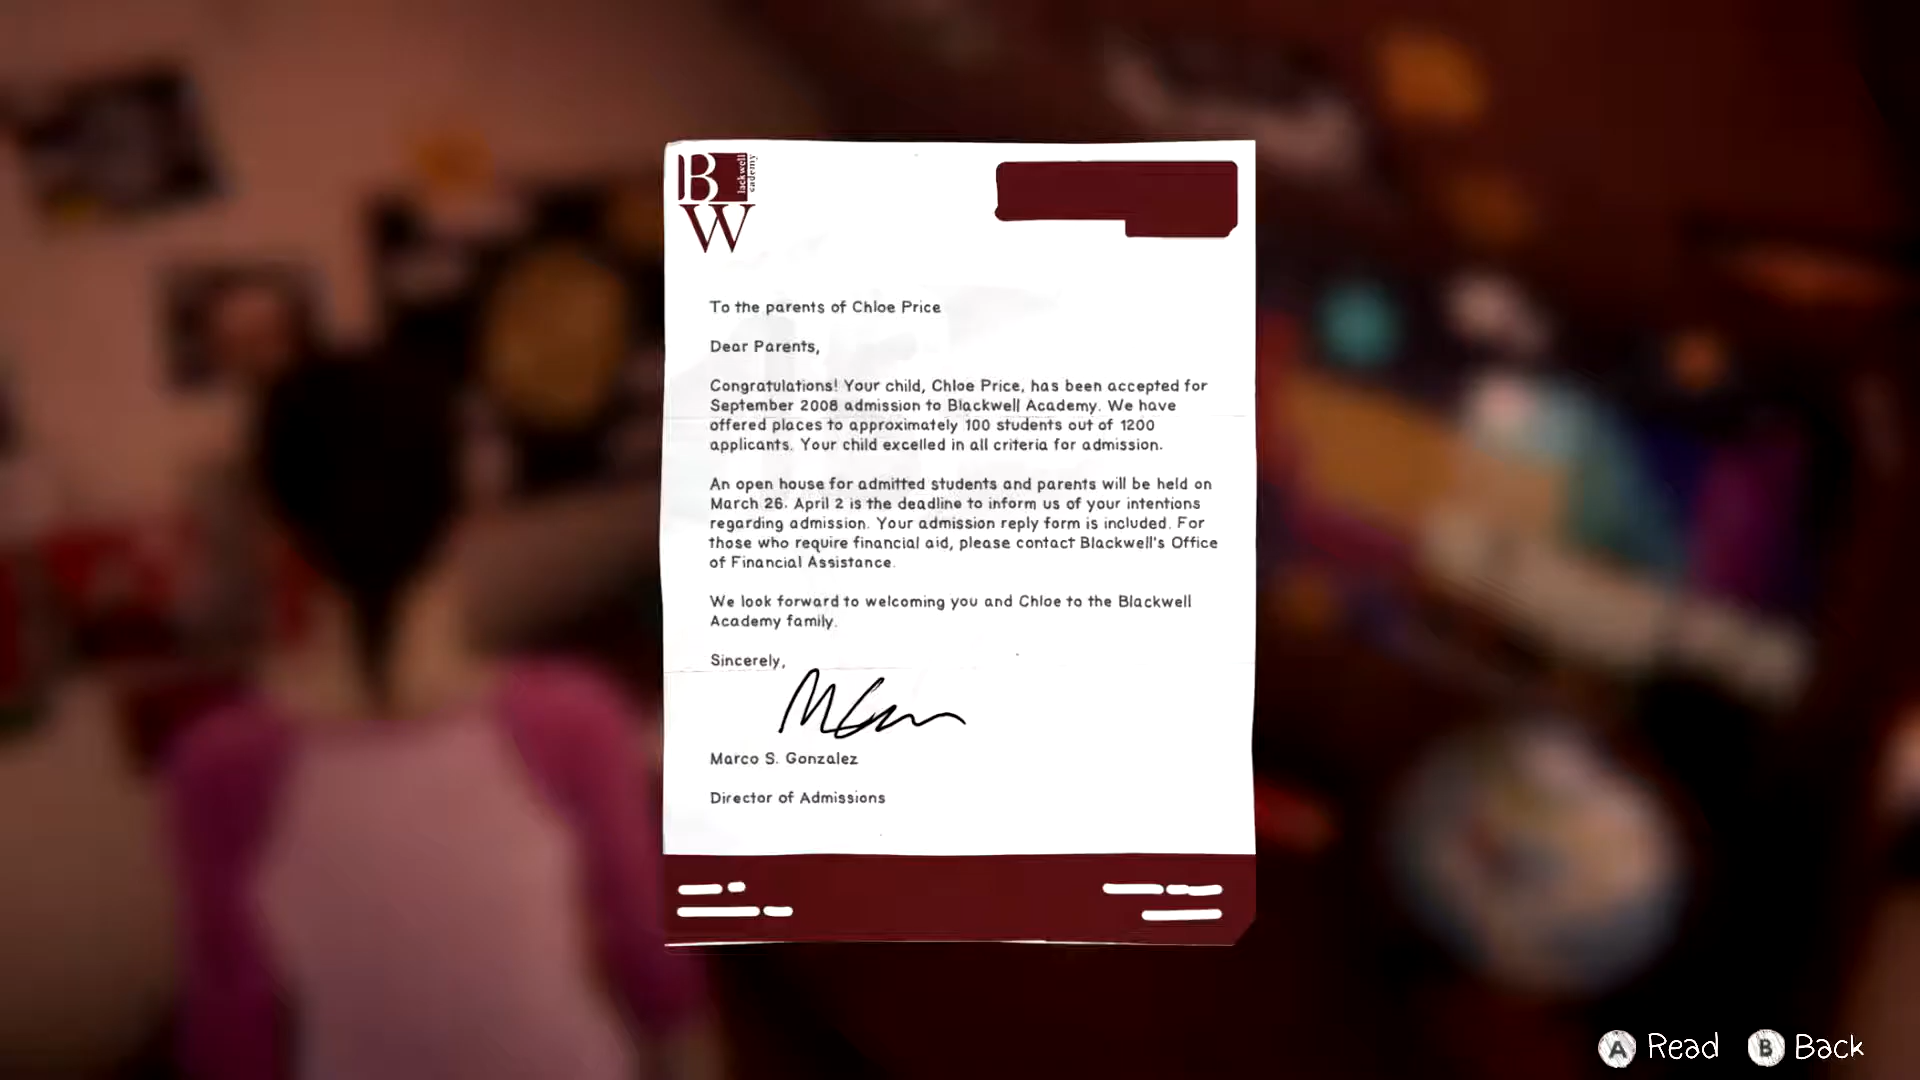 B lackwell
cademy
W
To the parents of Chloe Price
Dear Parents,
Congratulations! Your child, Chloe Price, has been accepted for
September 2008 admission to Blackwell Academy. We have
offered places to approximately 100 students out of 1200
applicants. Your child excelled in all criteria for admission.
An open house for admitted students and parents will be held on
March 26. April 2 is the deadline to inform us of your intentions
regarding admission. Your admission reply form is included. For
those who require financial aid, please contact Blackwell's Office
of Financial Assistance.
We look forward to welcoming you and Chloe to the Blackwell
Academy family.
Sincerely,
Marco S. Gonzalez
Director of Admissions
A Read B Back